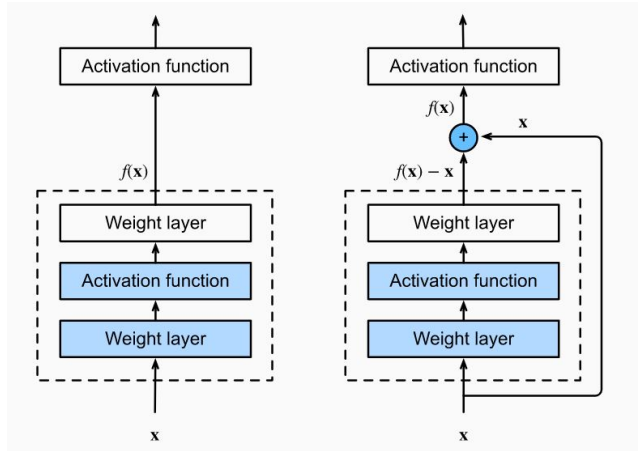 Activation function
f(x)
Weight layer
Activation function
Weight layer
x
Activation function
f(x)
x
+
f(x) − x
Weight layer
Activation function
Weight layer
x